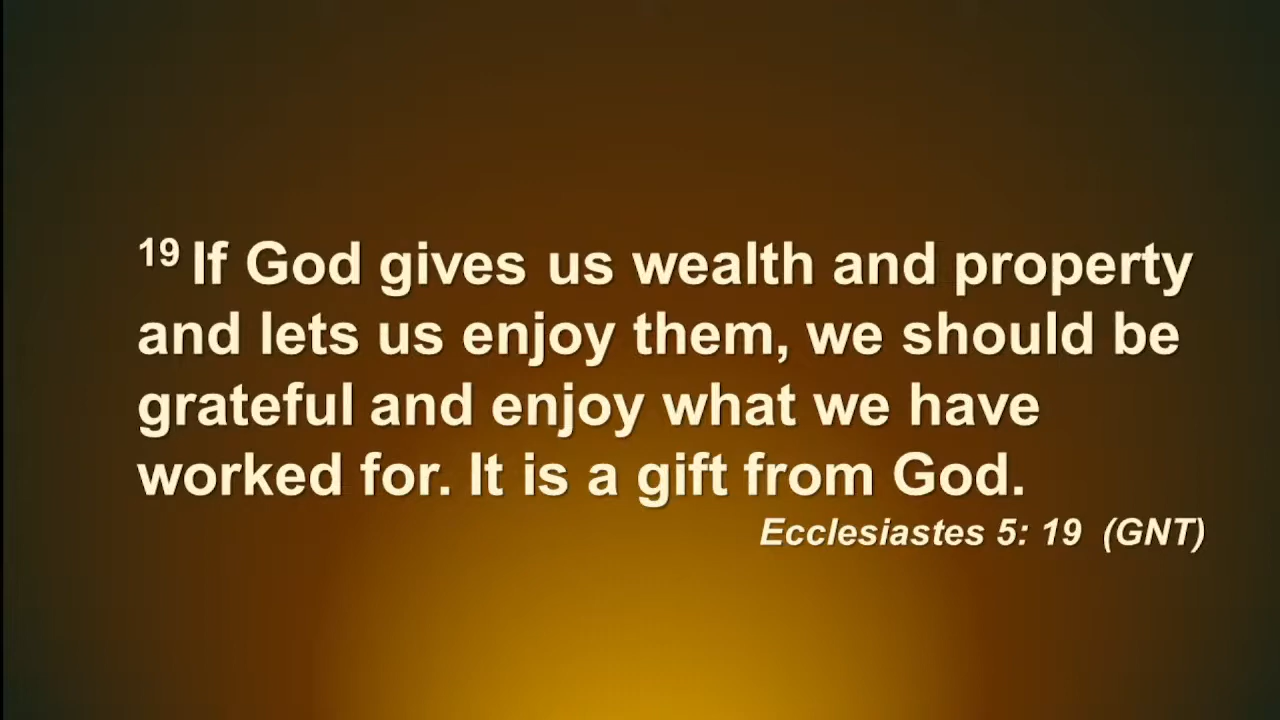 19 If God gives us wealth and property
and lets us enjoy them, we should be
grateful and enjoy what we have
worked for. It is a gift from God.
Ecclesiastes 5: 19 (GNT)